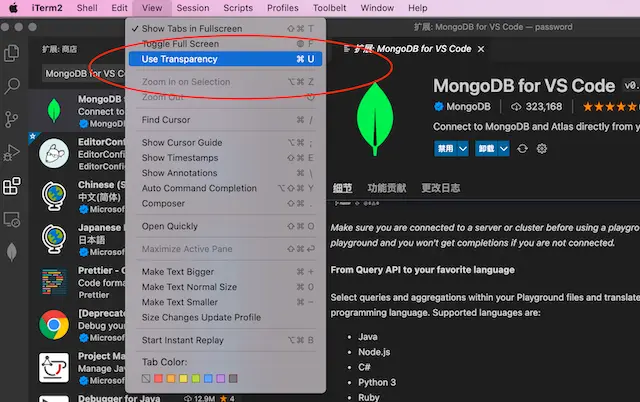 iTerm2 Shell Edit View Session Scripts Profiles Toolbelt Window Help
扩展: MongoDB for VS Code — password
扩展: 商店
MongoDB for VS Co
MongoDB
Connect to
MongoDB
EditorConfig
EditorConfig
EditorConfig
Chinese (S
中文(简体)
Microsof
Japanese
日本語
Microsof
Prettier - C
Code forma
Prettier
[Deprecate
Debug your
Microsof
Project Ma
Manage Jav
Microsof
Debugger for Java 12.9M ★ 4
✓ Show Tabs in Fullscreen ⇧⌘ T
Toggle Full Screen F
Use Transparency ⌘ U
Zoom In on Selection ⌥⌘ Z
Zoom Out
Find Cursor ⌘ /
Show Cursor Guide ⌥⌘ ;
Show Timestamps ⇧⌘ E
Show Annotations ⌘ \
Auto Command Completion ⌥⇧⌘ Y
Composer ⌘ .
Open Quickly ⇧⌘ O
Maximize Active Pane ⇧⌘ ⏎
Make Text Bigger ⌘ +
Make Text Normal Size ⌘ 0
Make Text Smaller ⌘ −
Size Changes Update Profile
Start Instant Replay ⌥⌘ B
Tab Color:
扩展: MongoDB for VS Code ×
MongoDB for VS Code v0.
MongoDB | 323,168 | ★★★★★
Connect to MongoDB and Atlas directly from y
禁用 卸载
细节 功能贡献 更改日志
Make sure you are connected to a server or cluster before using a playgro
playground and you won't get completions if you are not connected.
From Query API to your favorite language
Select queries and aggregations within your Playground files and translate
programming language. Supported languages are:
• Java
• Node.js
• C#
• Python 3
• Ruby